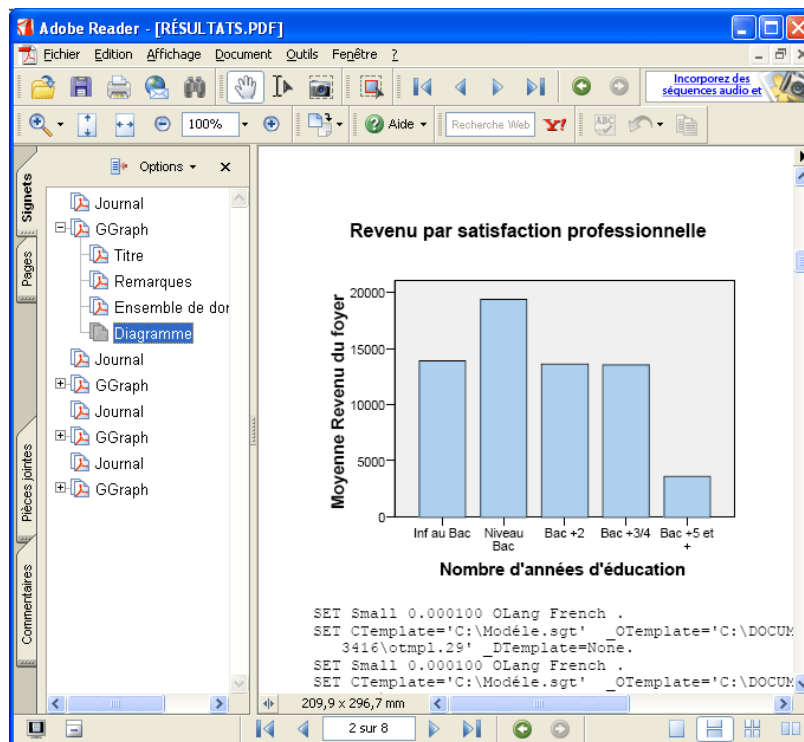 Adobe Reader - [RÉSULTATS.PDF]
Fichier Edition Affichage Document Outils Fenêtre ?
Incorporez des
séquences audio et
100%
Aide
Recherche Web
Y!
ABC
Signets
Pages
Pièces jointes
Commentaires
Options
x
Journal
GGraph
Titre
Remarques
Ensemble de dor
Diagramme
Journal
GGraph
Journal
GGraph
Journal
GGraph
Revenu par satisfaction professionnelle
Moyenne Revenu du foyer
20000
15000
10000
5000
0
Inf au Bac
Niveau
Bac
Bac +2
Bac +3/4
Bac +5 et
+
Nombre d'années d'éducation
SET Small 0.000100 OLang French .
SET CTemplate='C:\Modéle.sgt' _OTemplate='C:\DOCUM
3416\otmpl.29' _DTemplate=None.
SET Small 0.000100 OLang French .
SET CTemplate='C:\Modéle.sgt' _OTemplate='C:\DOCUM
209,9 x 296,7 mm
2 sur 8